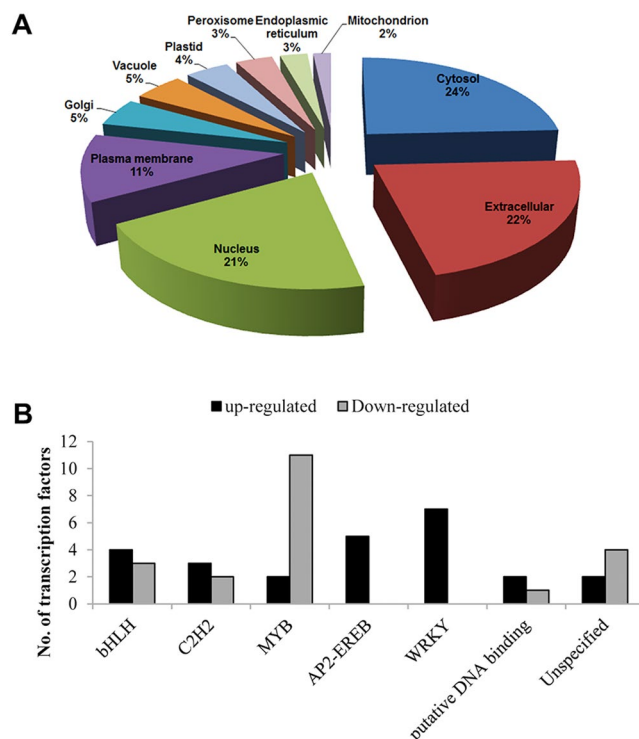 A
Peroxisome
3%
Endoplasmic
reticulum
3%
Mitochondrion
2%
Plastid
4%
Vacuole
5%
Golgi
5%
Plasma membrane
11%
Cytosol
24%
Extracellular
22%
Nucleus
21%
B
up-regulated
Down-regulated
No. of transcription factors
12
10
8
6
4
2
0
bHLH
C2H2
MYB
AP2-EREB
WRKY
putative DNA binding
Unspecified